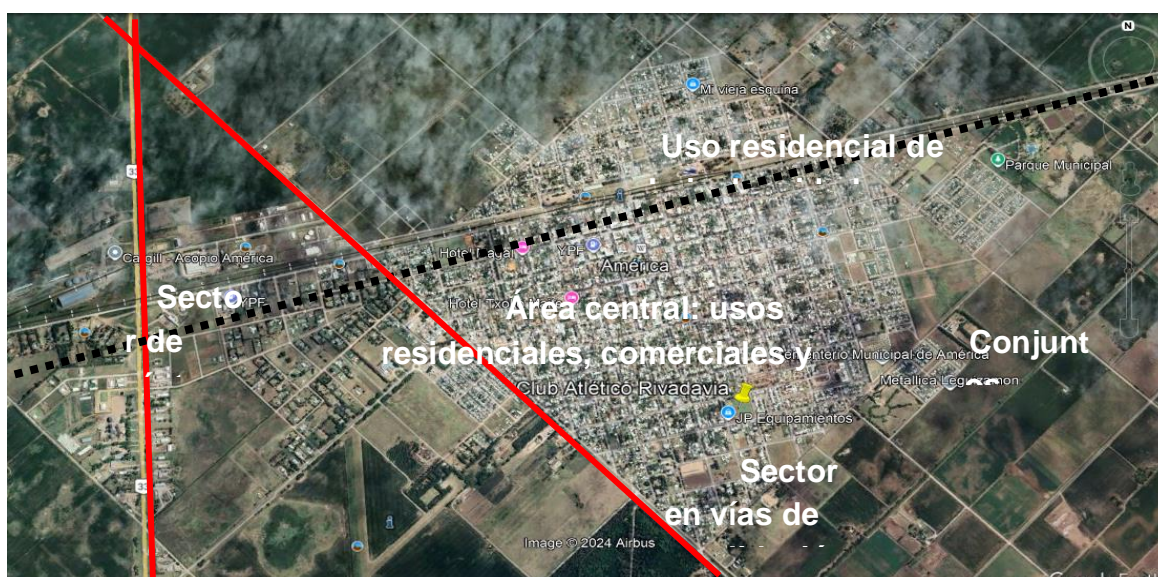 N
Mi vieja esquina
Uso residencial de
Parque Municipal
33
Cargill - Acopio América
Hotel
YPF
América
Secto
r de
YPF
Hotel
Área central: usos
residenciales, comerciales y
Conjunt
Cementerio Municipal de América
Metallica Leguizamon
Club Atlético Rivadavia
JP Equipamientos
Sector
en vías de
33
Image © 2024 Airbus